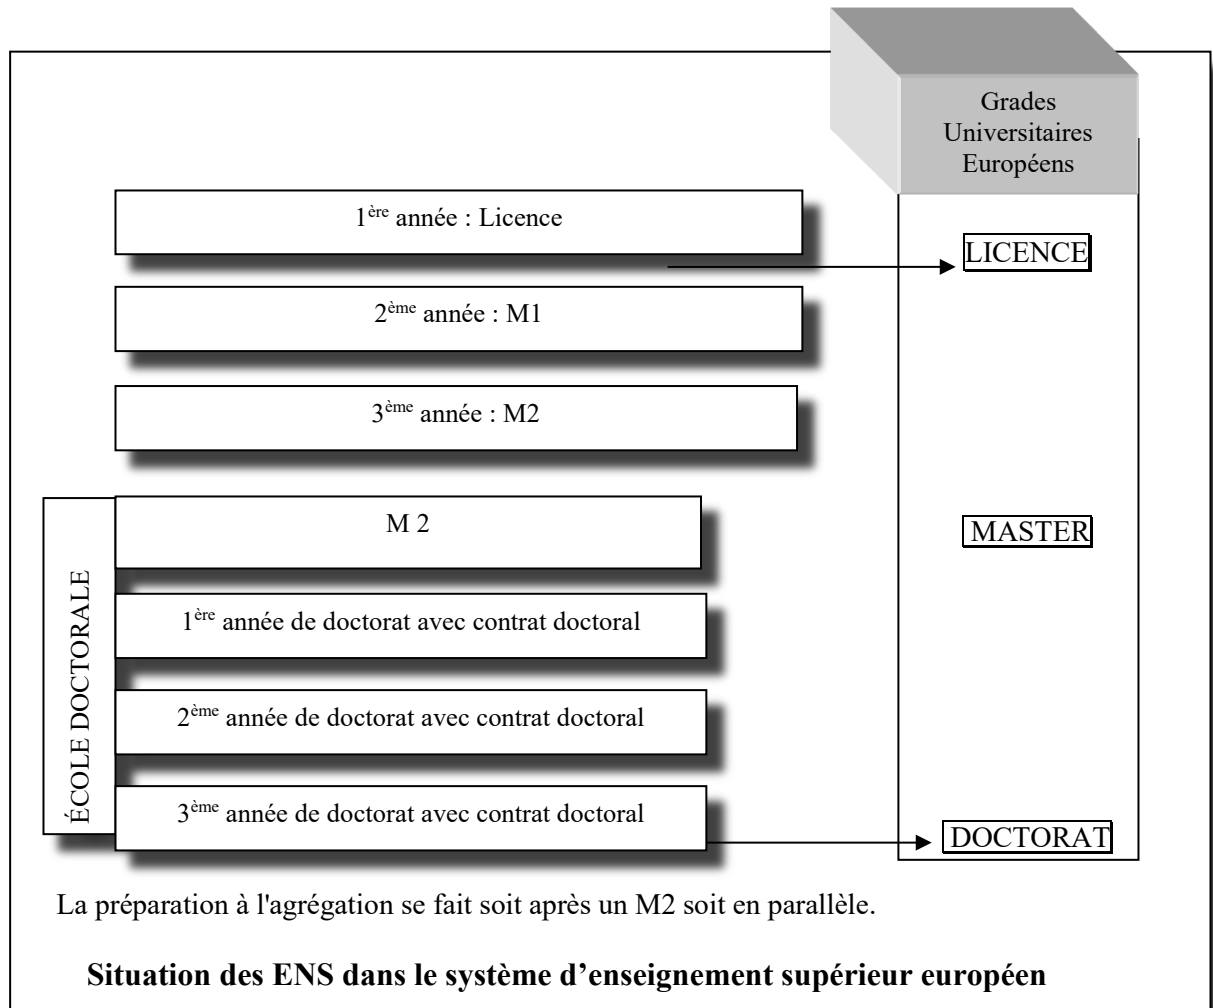 Grades
Universitaires
Européens
1ère année : Licence
LICENCE
2ème année : M1
3ème année : M2
M 2
MASTER
ÉCOLE DOCTORALE
1ère année de doctorat avec contrat doctoral
2ème année de doctorat avec contrat doctoral
3ème année de doctorat avec contrat doctoral
DOCTORAT
La préparation à l'agrégation se fait soit après un M2 soit en parallèle.
Situation des ENS dans le système d’enseignement supérieur européen